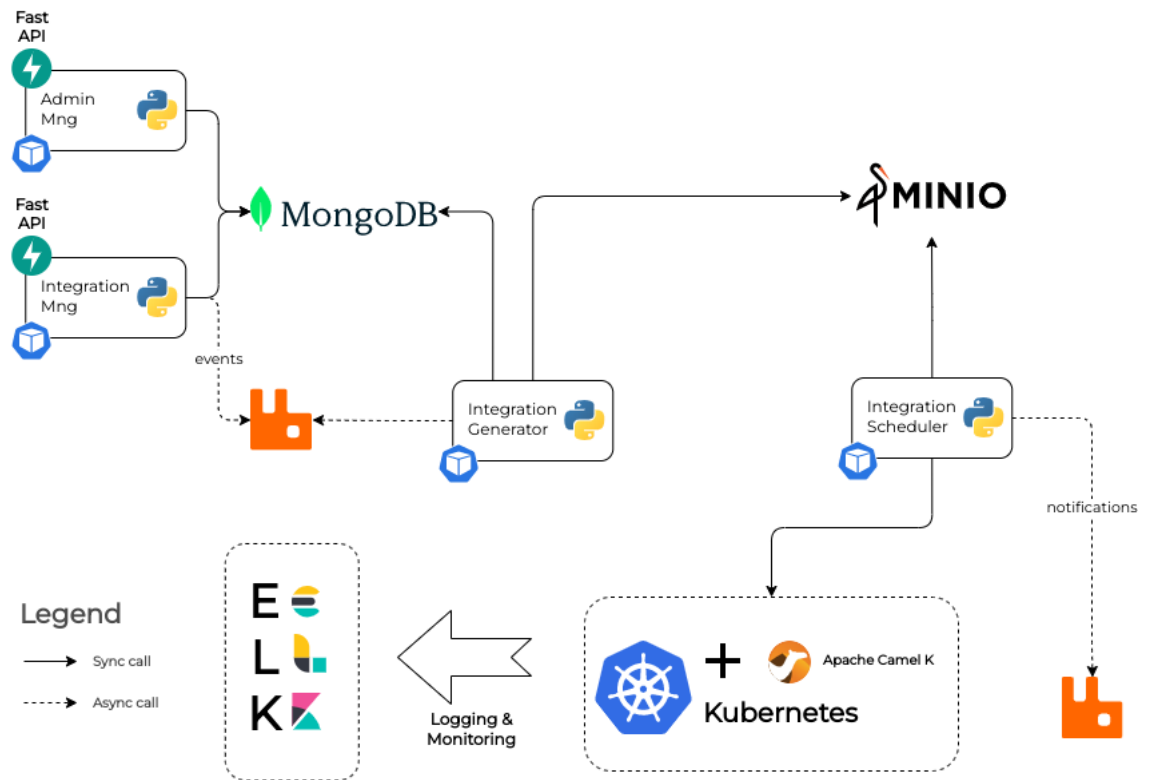 Fast
API
Admin
Mng
Fast
API
Integration
Mng
MongoDB
MINIO
events
Integration
Generator
Integration
Scheduler
notifications
Legend
Sync call
Async call
E
L
K
Logging &
Monitoring
+
Apache Camel K
Kubernetes